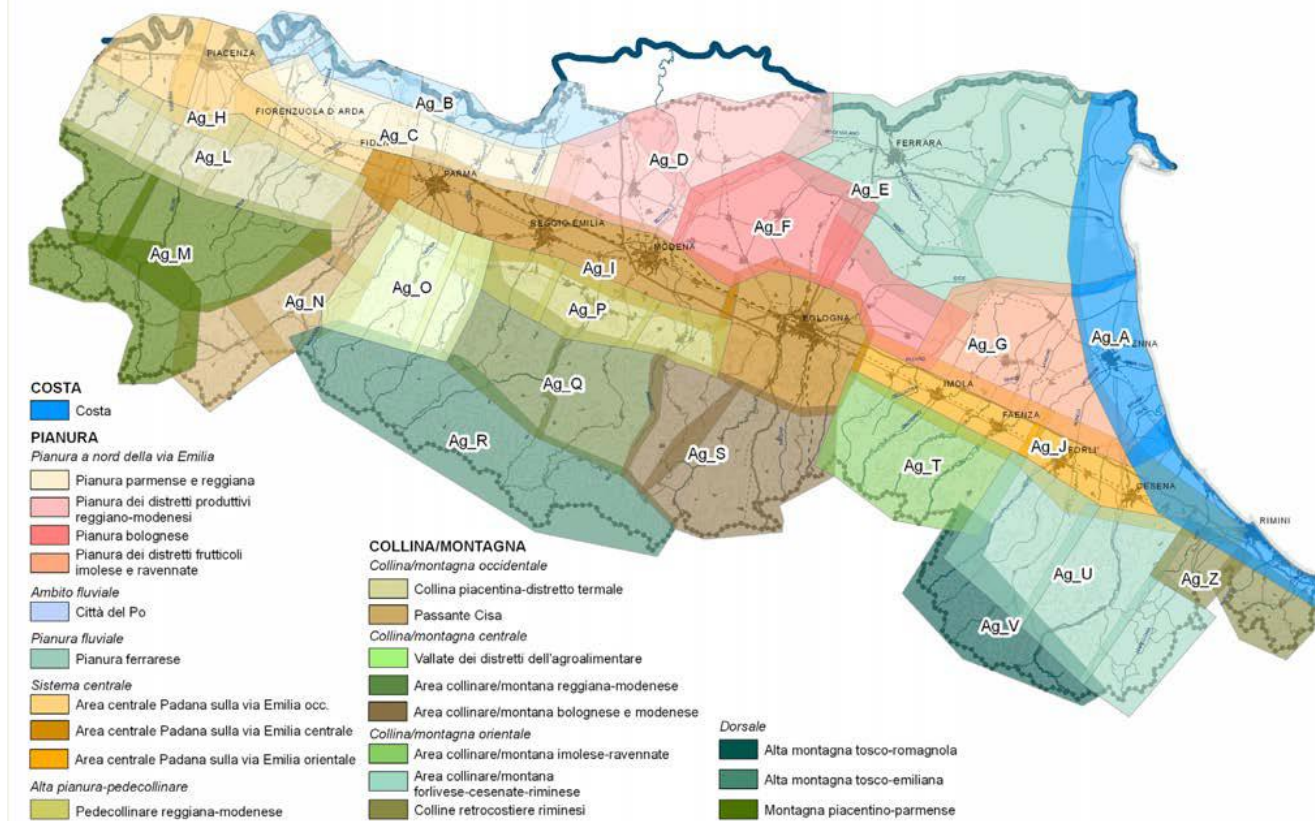 PIACENZA
Ag_B
FIORENZUOLA D'ARDA
Ag_H
Ag_C
Ag_L
Ag_D
FERRARA
PARMA
Ag_E
Ag_F
REGGIO EMILIA
MODENA
Ag_M
Ag_I
Ag_O
Ag_N
Ag_P
BOLOGNA
Ag_G
Ag_A
Ag_Q
IMOLA
FAENZA
Ag_R
Ag_S
Ag_T
Ag_J
FORLI'
CESENA
RIMINI
Ag_U
Ag_Z
Ag_V
COSTA
Costa
PIANURA
Pianura a nord della via Emilia
Pianura parmense e reggiana
Pianura dei distretti produttivi
reggiano-modenesi
Pianura bolognese
Pianura dei distretti frutticoli
imolese e ravennate
Ambito fluviale
Città del Po
Pianura fluviale
Pianura ferrarese
Sistema centrale
Area centrale Padana sulla via Emilia occ.
Area centrale Padana sulla via Emilia centrale
Area centrale Padana sulla via Emilia orientale
Alta pianura-pedecollinare
Pedecollinare reggiana-modenese
COLLINA/MONTAGNA
Collina/montagna occidentale
Collina piacentina-distretto termale
Passante Cisa
Collina/montagna centrale
Vallate dei distretti dell'agroalimentare
Area collinare/montana reggiana-modenese
Area collinare/montana bolognese e modenese
Collina/montagna orientale
Area collinare/montana imolese-ravennate
Area collinare/montana
forlivese-cesenate-riminese
Colline retrocostiere riminesi
Dorsale
Alta montagna tosco-romagnola
Alta montagna tosco-emiliana
Montagna piacentino-parmense